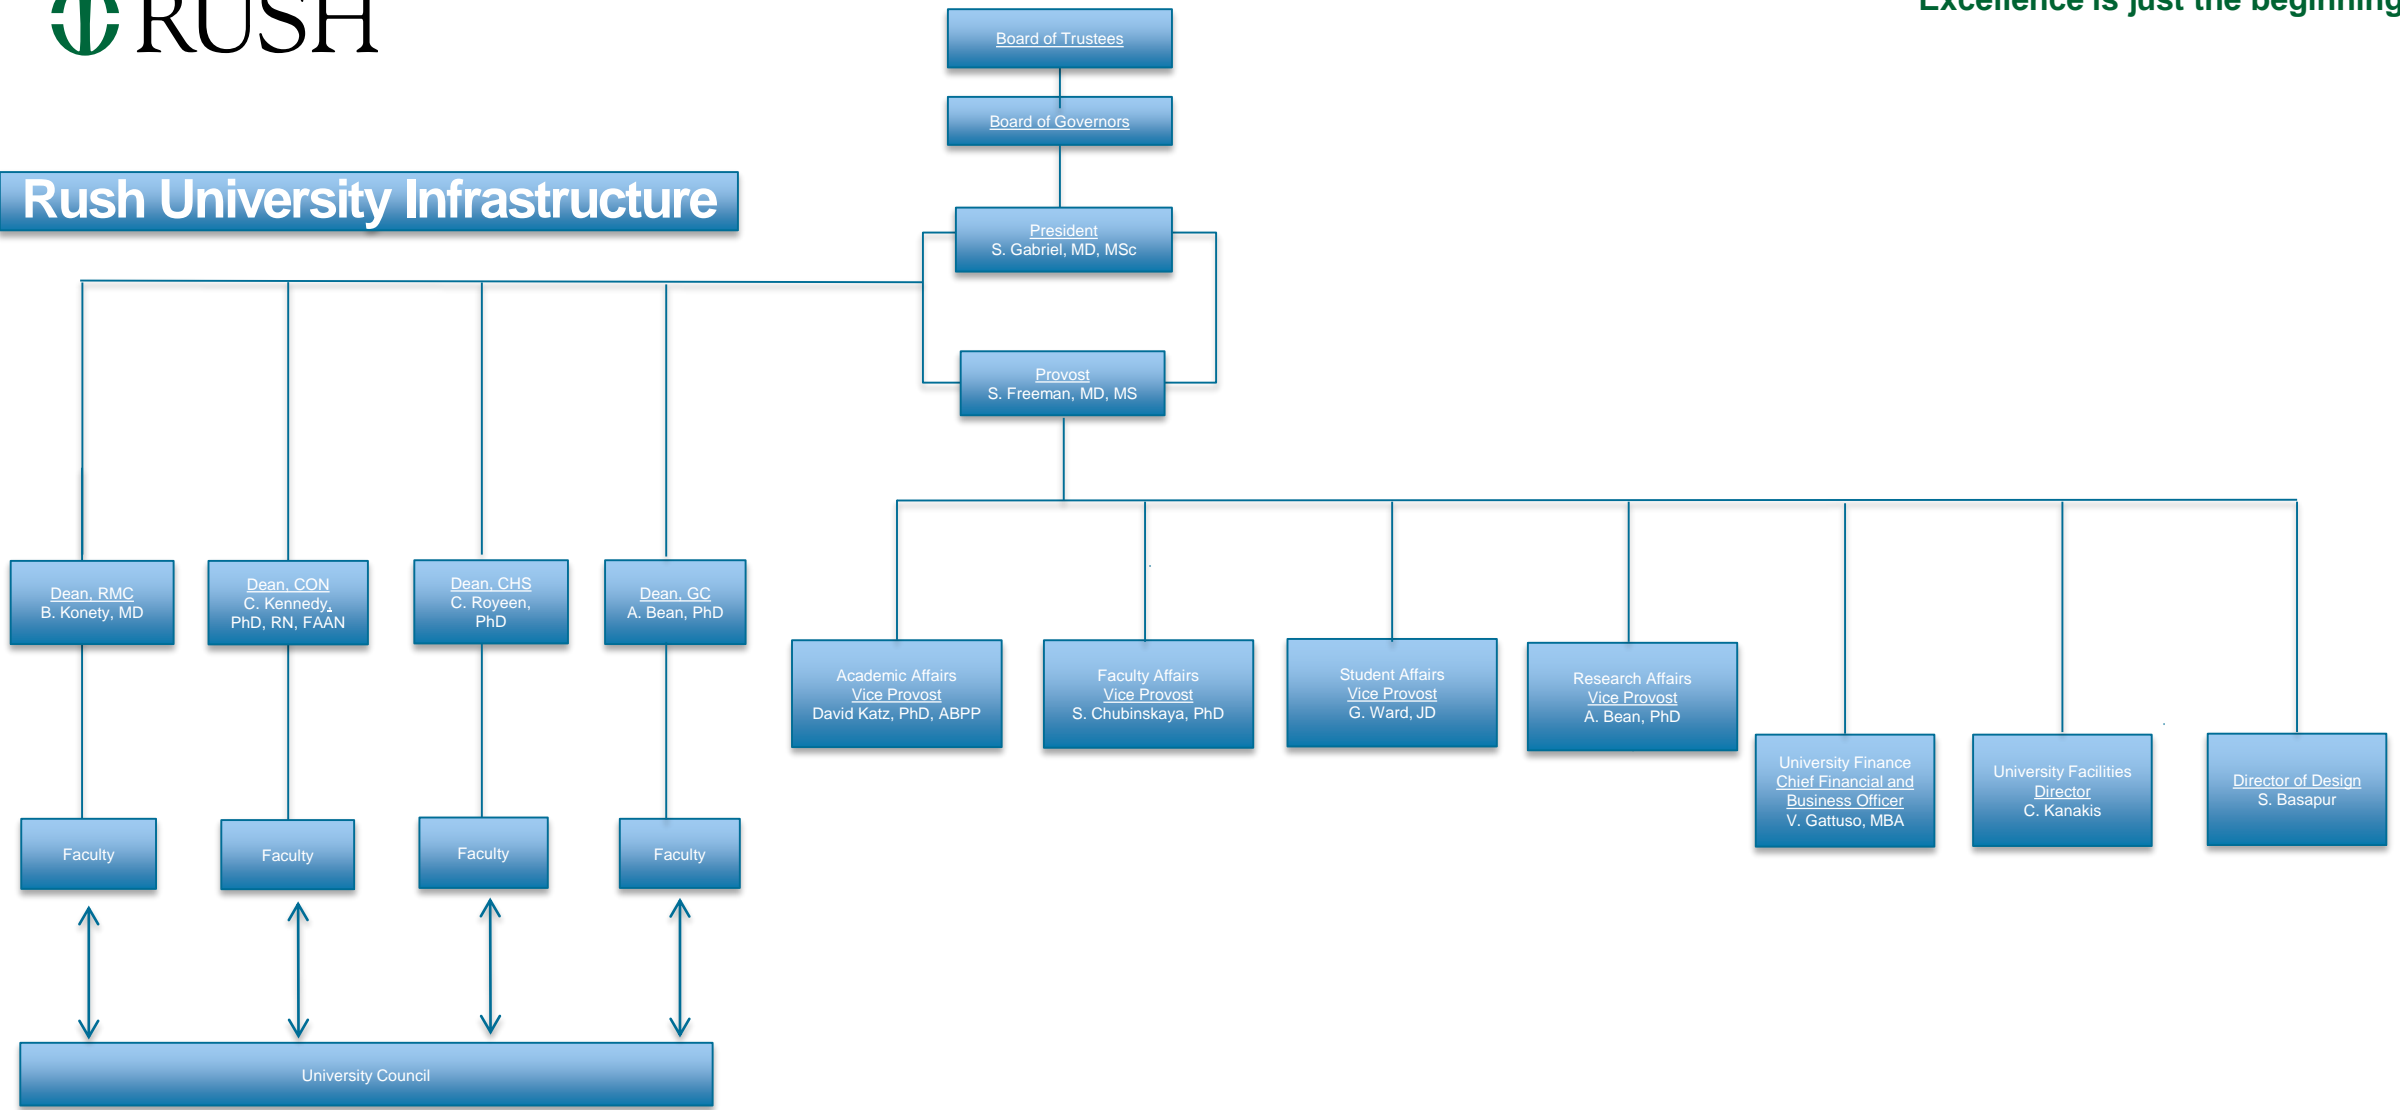 RUSH
Excellence is just the beginning
Board of Trustees
Board of Governors
Rush University Infrastructure
President
S. Gabriel, MD, MSc
Provost
S. Freeman, MD, MS
Dean, RMC
B. Konety, MD
Dean, CON
C. Kennedy,
PhD, RN, FAAN
Dean, CHS
C. Royeen,
PhD
Dean, GC
A. Bean, PhD
Academic Affairs
Vice Provost
David Katz, PhD, ABPP
Faculty Affairs
Vice Provost
S. Chubinskaya, PhD
Student Affairs
Vice Provost
G. Ward, JD
Research Affairs
Vice Provost
A. Bean, PhD
University Finance
Chief Financial and
Business Officer
V. Gattuso, MBA
University Facilities
Director
C. Kanakis
Director of Design
S. Basapur
Faculty
Faculty
Faculty
Faculty
University Council